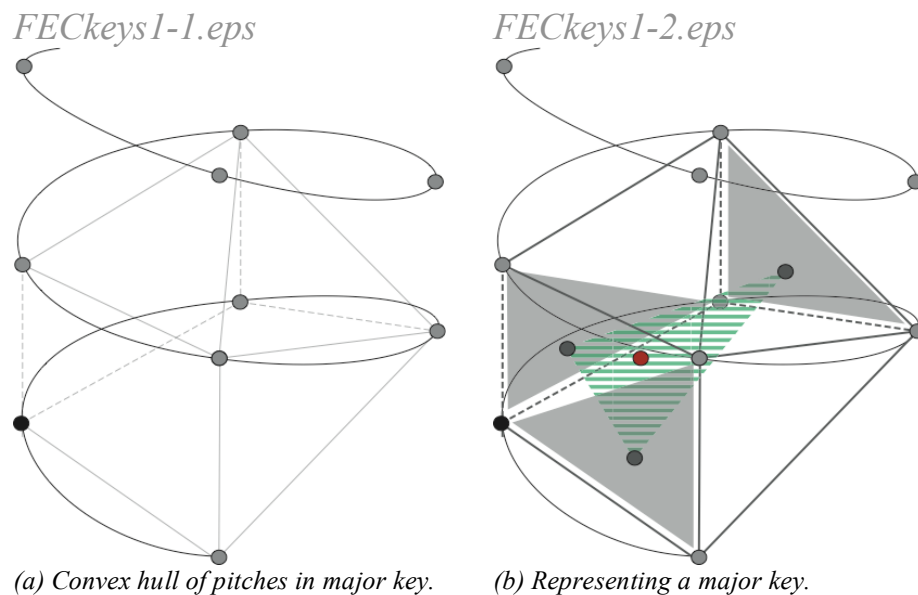 FECkeys1-1.eps
FECkeys1-2.eps
(a) Convex hull of pitches in major key.
(b) Representing a major key.